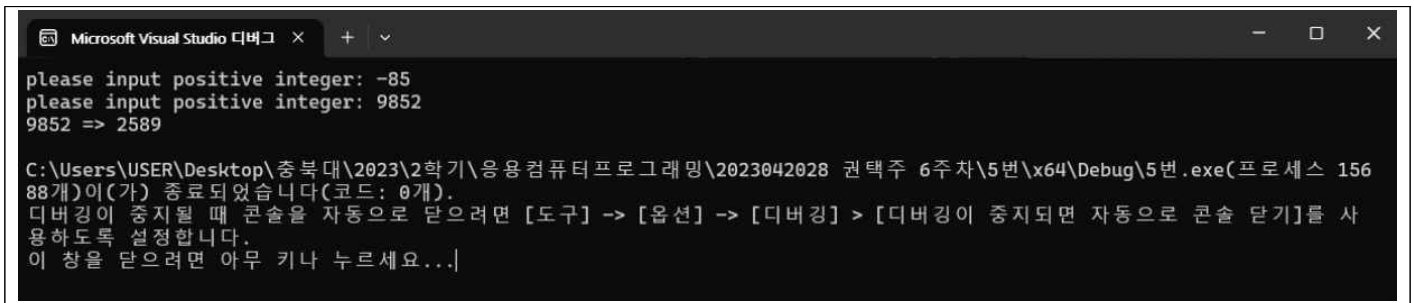 Microsoft Visual Studio 디버그
please input positive integer: -85
please input positive integer: 9852
9852 => 2589
C:\Users\USER\Desktop\충북대\2023\2학기\응용컴퓨터프로그래밍\2023042028 권택주 6주차\5번\x64\Debug\5번.exe(프로세스 156
88개)이(가) 종료되었습니다(코드: 0개).
디버깅이 중지될 때 콘솔을 자동으로 닫으려면 [도구] -> [옵션] -> [디버깅] > [디버깅이 중지되면 자동으로 콘솔 닫기]를 사
용하도록 설정합니다.
이 창을 닫으려면 아무 키나 누르세요...